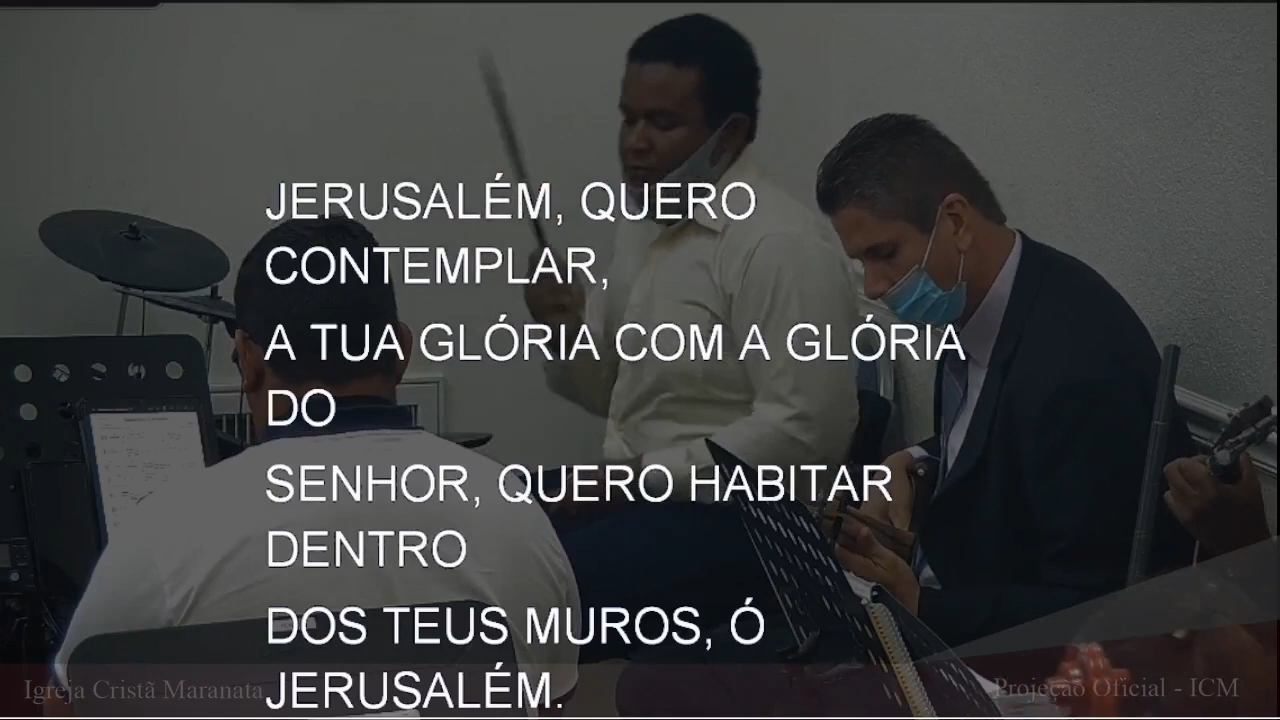 JERUSALÉM, QUERO
CONTEMPLAR,
A TUA GLÓRIA COM A GLÓRIA
DO
SENHOR, QUERO HABITAR
DENTRO
DOS TEUS MUROS, Ó
JERUSALÉM.
Igreja Cristã Maranata
Projeção Oficial - ICM